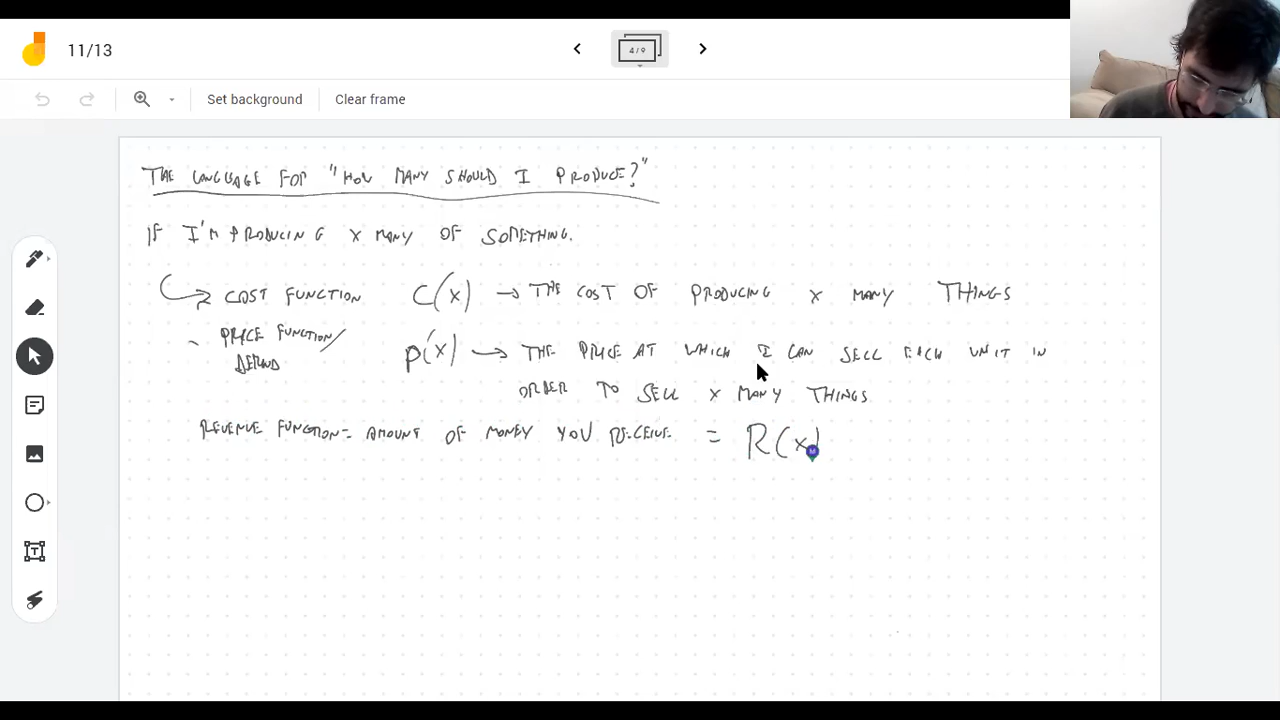 11/13
4/9
Set background
Clear frame
THE LANGUAGE FOR "HOW MANY SHOULD I PRODUCE?"
IF I'M PRODUCING X MANY OF SOMETHING.
COST FUNCTION C(x) → THE COST OF PRODUCING X MANY THINGS
PRICE FUNCTION/
DEMAND
p(x) → THE PRICE AT WHICH I CAN SELL EACH UNIT IN
ORDER TO SELL X MANY THINGS
REVENUE FUNCTION = AMOUNT OF MONEY YOU RECEIVE = R(x)
M